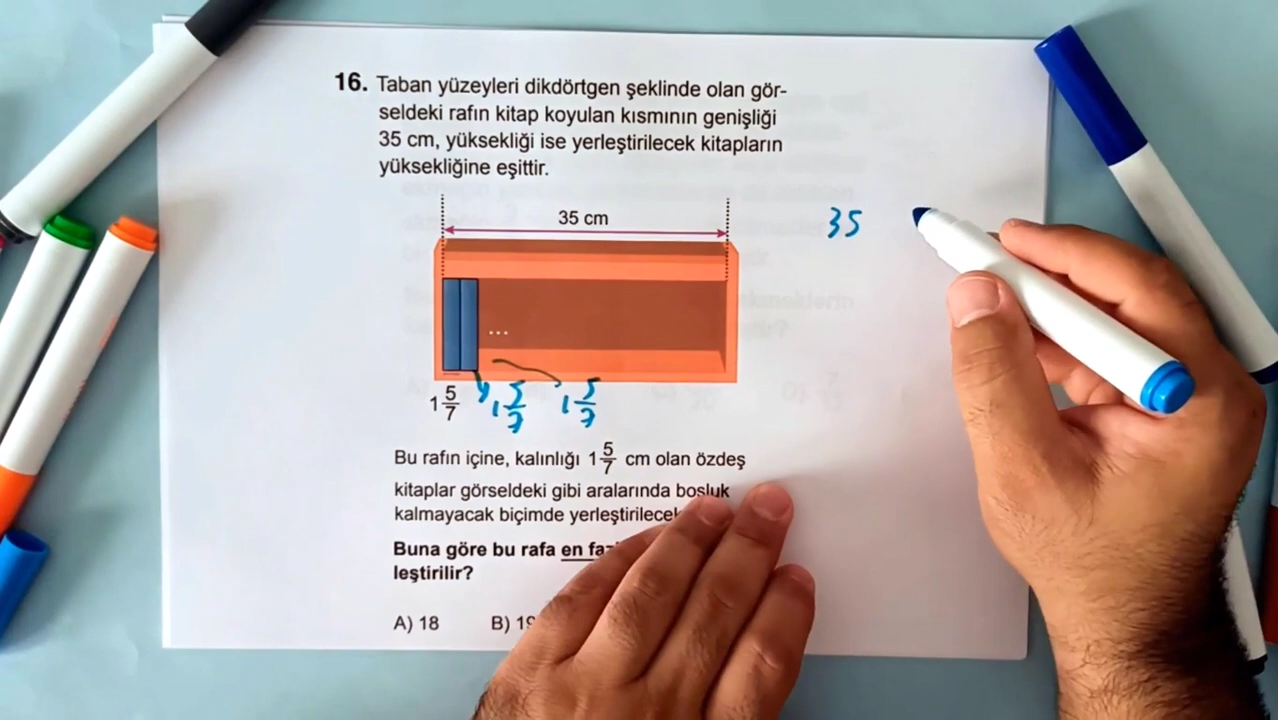 16. Taban yüzeyleri dikdörtgen şeklinde olan gör-
seldeki rafın kitap koyulan kısmının genişliği
35 cm, yüksekliği ise yerleştirilecek kitapların
yüksekliğine eşittir.
35 cm
35
...
1 5/7 1 5/7 1 5/7
Bu rafın içine, kalınlığı 1 5/7 cm olan özdeş
kitaplar görseldeki gibi aralarında boşluk
kalmayacak biçimde yerleştirilecek
Buna göre bu rafa en
leştirilir?
A) 18 B)